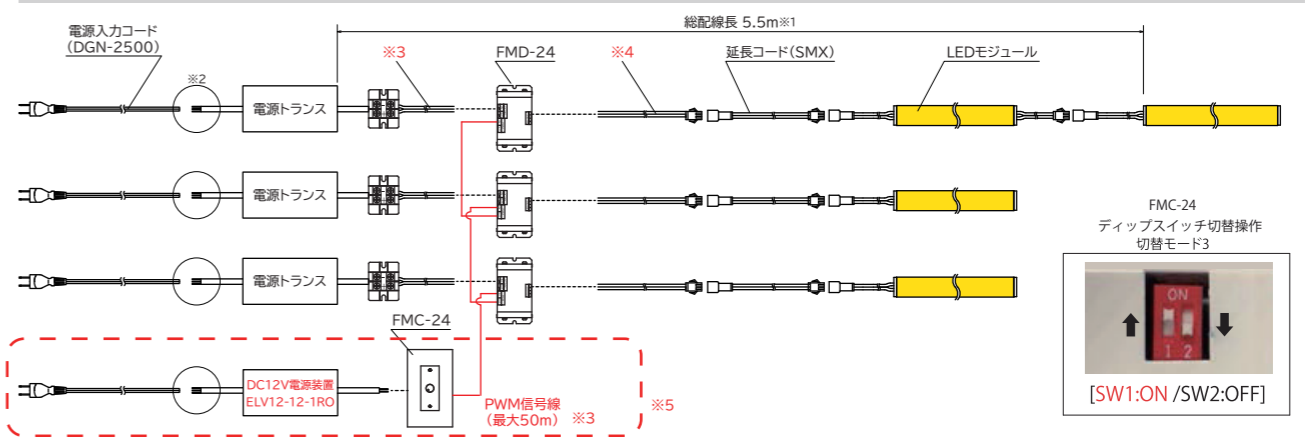 総配線長 5.5m※1
電源入力コード
(DGN-2500)
※3
FMD-24
※4
延長コード(SMX)
LEDモジュール
※2
電源トランス
電源トランス
電源トランス
FMC-24
ディップスイッチ切替操作
切替モード3
ON
1 2
[SW1:ON /SW2:OFF]
FMC-24
DC12V電源装置
ELV12-12-1RO
PWM信号線
(最大50m) ※3
※5